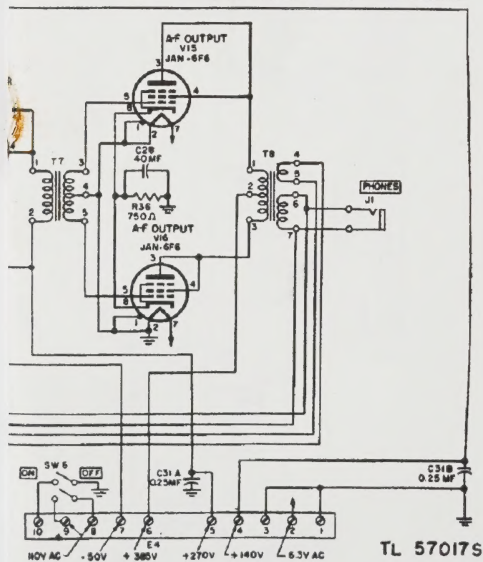 A-F OUTPUT
V15
JAN-6F6
3
5
4
8
1
2
7
T7
1
3
4
2
5
C28
40MF
R36
750Ω
A-F OUTPUT
V16
JAN-6F6
3
5
4
8
1
2
7
T8
1
2
3
4
5
6
7
PHONES
J1
ON
SW 6
OFF
C31A
0.25MF
C31B
0.25 MF
10
9
8
7
6
5
4
3
2
1
E4
110V AC
-50V
+385V
+270V
+140V
6.3V AC
TL 57017S